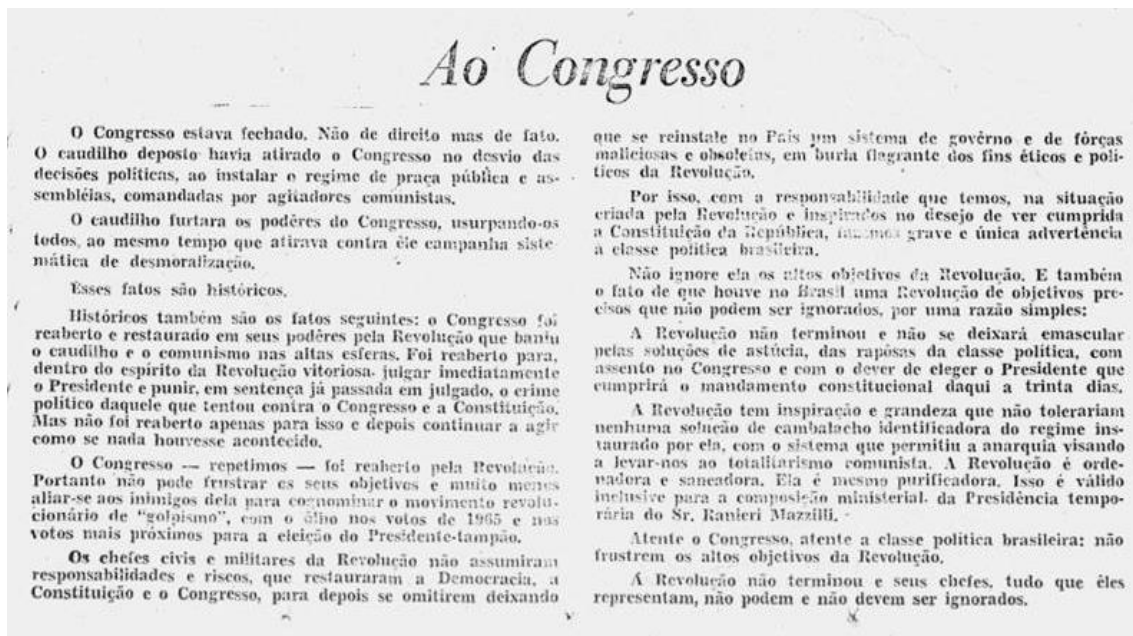 Ao Congresso
O Congresso estava fechado. Não de direito mas de fato.
O caudilho deposto havia atirado o Congresso no desvio das
decisões políticas, ao instalar o regime de praça pública e as-
sembléias, comandadas por agitadores comunistas.
O caudilho furtara os podêres do Congresso, usurpando-os
todos, ao mesmo tempo que atirava contra êle campanha siste-
mática de desmoralização.
Esses fatos são históricos.
Históricos também são os fatos seguintes: o Congresso foi
reaberto e restaurado em seus podêres pela Revolução que baniu
o caudilho e o comunismo nas altas esferas. Foi reaberto para,
dentro do espírito da Revolução vitoriosa, julgar imediatamente
o Presidente e punir, em sentença já passada em julgado, o crime
político daquele que tentou contra o Congresso e a Constituição.
Mas não foi reaberto apenas para isso e depois continuar a agir
como se nada houvesse acontecido.
O Congresso — repetimos — foi reaberto pela Revolução.
Portanto não pode frustrar os seus objetivos e muito menos
aliar-se aos inimigos dela para cognominar o movimento revolu-
cionário de "golpismo", com o ôlho nos votos de 1965 e nos
votos mais próximos para a eleição do Presidente-tampão.
Os chefes civis e militares da Revolução não assumiram
responsabilidades e riscos, que restauraram a Democracia, a
Constituição e o Congresso, para depois se omitirem deixando
que se reinstale no País um sistema de govêrno e de fôrças
maliciosas e obsoletas, em burla flagrante dos fins éticos e polí-
ticos da Revolução.
Por isso, com a responsabilidade que temos, na situação
criada pela Revolução e inspirados no desejo de ver cumprida
a Constituição da República, fazemos grave e única advertência
à classe política brasileira.
Não ignore ela os altos objetivos da Revolução. E também
o fato de que houve no Brasil uma Revolução de objetivos pre-
cisos que não podem ser ignorados, por uma razão simples:
A Revolução não terminou e não se deixará emascular
pelas soluções de astúcia, das rapôsas da classe política, com
assento no Congresso e com o dever de eleger o Presidente que
cumprirá o mandamento constitucional daqui a trinta dias.
A Revolução tem inspiração e grandeza que não tolerariam
nenhuma solução de cambalacho identificadora do regime ins-
taurado por ela, com o sistema que permitiu a anarquia visando
a levar-nos ao totalitarismo comunista. A Revolução é orde-
nadora e saneadora. Ela é mesmo purificadora. Isso é válido
inclusive para a composição ministerial da Presidência tempo-
rária do Sr. Ranieri Mazzilli.
Atente o Congresso, atente a classe política brasileira: não
frustrem os altos objetivos da Revolução.
A Revolução não terminou e seus chefes, tudo que êles
representam, não podem e não devem ser ignorados.